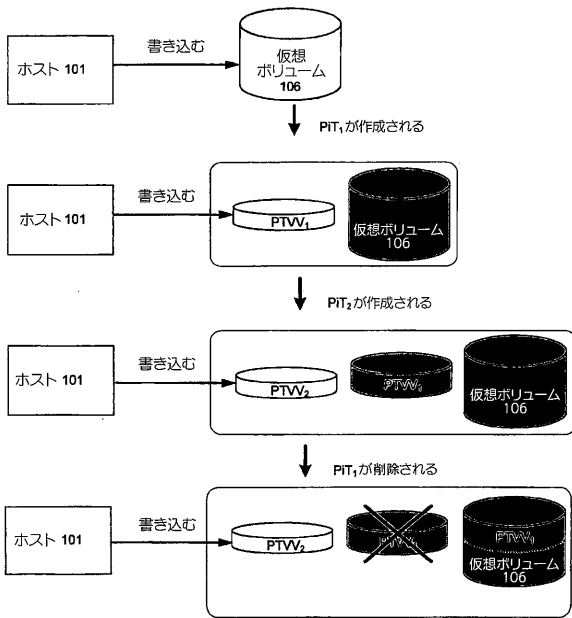 ホスト 101
書き込む
仮想
ボリューム
106
PiT₁が作成される
ホスト 101
書き込む
PTVV₁
仮想ボリューム
106
PiT₂が作成される
ホスト 101
書き込む
PTVV₂
PTVV₁
仮想ボリューム
106
PiT₁が削除される
ホスト 101
書き込む
PTVV₂
PTVV₁
PTVV₁
仮想ボリューム
106